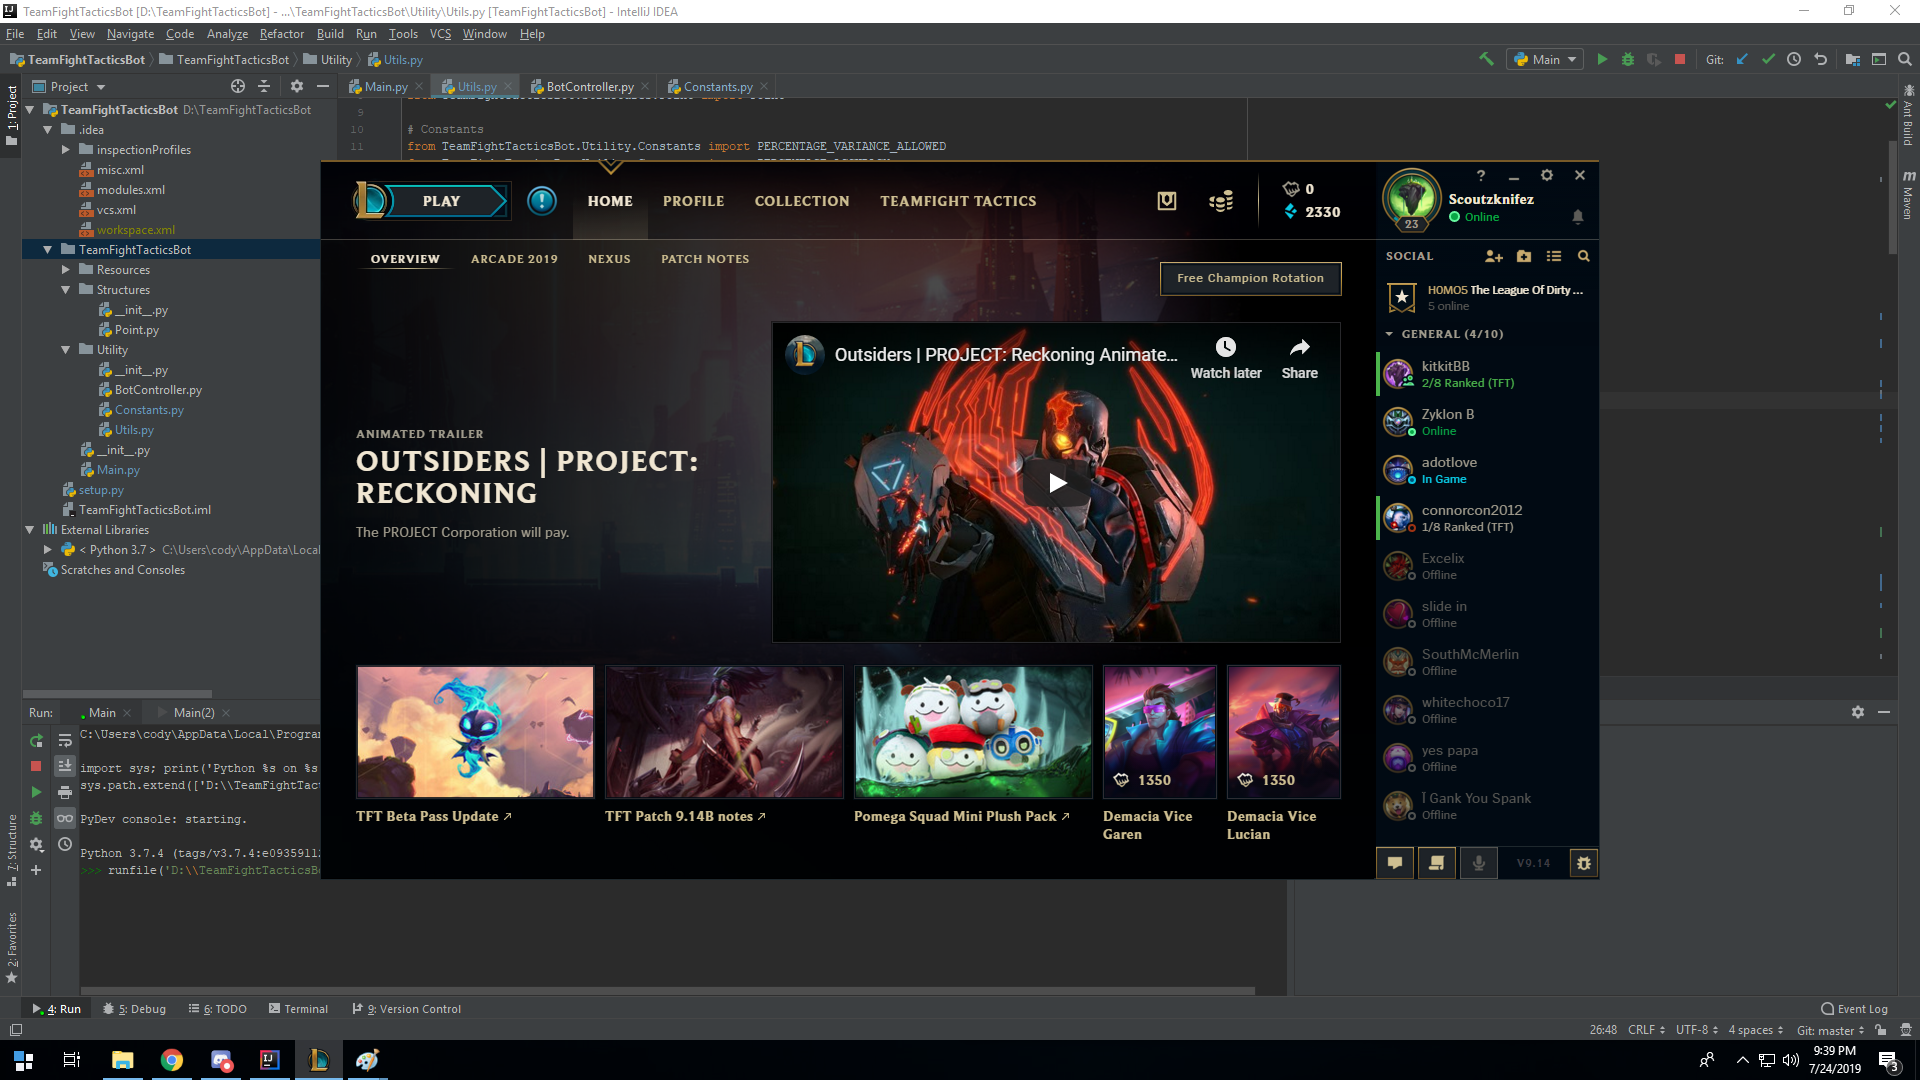 TeamFightTacticsBot [D:\TeamFightTacticsBot] - ...\TeamFightTacticsBot\Utility\Utils.py [TeamFightTacticsBot] - IntelliJ IDEA
File Edit View Navigate Code Analyze Refactor Build Run Tools VCS Window Help
TeamFightTacticsBot TeamFightTacticsBot Utility Utils.py
Main
Git:
Project
Main.py Utils.py BotController.py Constants.py
1: Project
7: Structure
2: Favorites
Ant Build
Maven
TeamFightTacticsBot D:\TeamFightTacticsBot
.idea
inspectionProfiles
misc.xml
modules.xml
vcs.xml
workspace.xml
TeamFightTacticsBot
Resources
Structures
__init__.py
Point.py
Utility
__init__.py
BotController.py
Constants.py
Utils.py
__init__.py
Main.py
setup.py
TeamFightTacticsBot.iml
External Libraries
< Python 3.7 > C:\Users\cody\AppData\Local
Scratches and Consoles
9
10 # Constants
11 from TeamFightTacticsBot.Utility.Constants import PERCENTAGE_VARIANCE_ALLOWED
PLAY
HOME PROFILE COLLECTION TEAMFIGHT TACTICS
0
2330
23
Scoutzknifez
Online
OVERVIEW ARCADE 2019 NEXUS PATCH NOTES
Free Champion Rotation
Outsiders | PROJECT: Reckoning Animate...
Watch later
Share
ANIMATED TRAILER
OUTSIDERS | PROJECT:
RECKONING
The PROJECT Corporation will pay.
1350
1350
TFT Beta Pass Update
TFT Patch 9.14B notes
Pomega Squad Mini Plush Pack
Demacia Vice
Garen
Demacia Vice
Lucian
SOCIAL
HOMO5 The League Of Dirty ...
5 online
GENERAL (4/10)
kitkitBB
2/8 Ranked (TFT)
Zyklon B
Online
adotlove
In Game
connorcon2012
1/8 Ranked (TFT)
Excelix
Offline
slide in
Offline
SouthMcMerlin
Offline
whitechoco17
Offline
yes papa
Offline
Ì Gank You Spank
Offline
V9.14
Run: Main Main(2)
C:\Users\cody\AppData\Local\Progra
import sys; print('Python %s on %s
sys.path.extend(['D:\\TeamFightTac
PyDev console: starting.
Python 3.7.4 (tags/v3.7.4:e0935911
>>> runfile('D:\\TeamFightTacticsB
4: Run 5: Debug 6: TODO Terminal 9: Version Control
Event Log
26:48 CRLF UTF-8 4 spaces Git: master
9:39 PM
7/24/2019
3